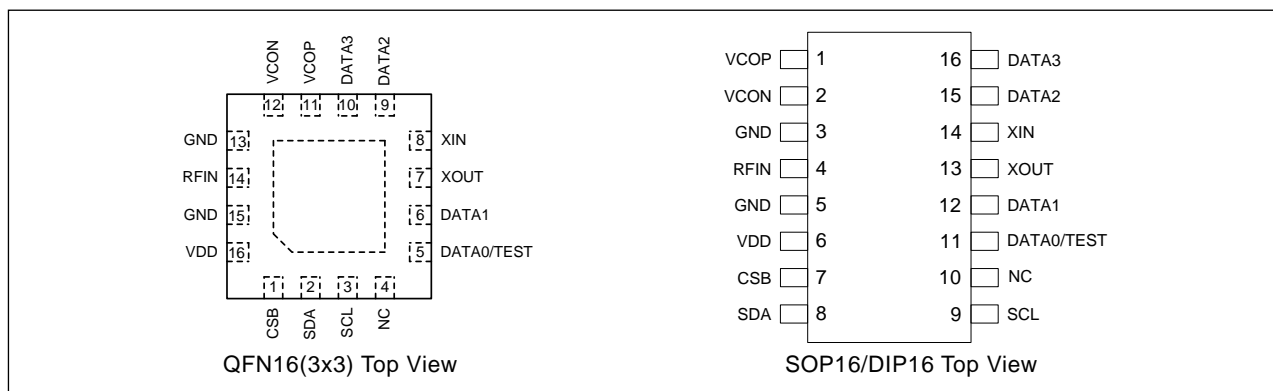 VCON VCOP DATA3 DATA2
12 11 10 9
GND 13 8 XIN
RFIN 14 7 XOUT
GND 15 6 DATA1
VDD 16 5 DATA0/TEST
1 2 3 4
CSB SDA SCL NC
QFN16(3x3) Top View
VCOP 1 16 DATA3
VCON 2 15 DATA2
GND 3 14 XIN
RFIN 4 13 XOUT
GND 5 12 DATA1
VDD 6 11 DATA0/TEST
CSB 7 10 NC
SDA 8 9 SCL
SOP16/DIP16 Top View